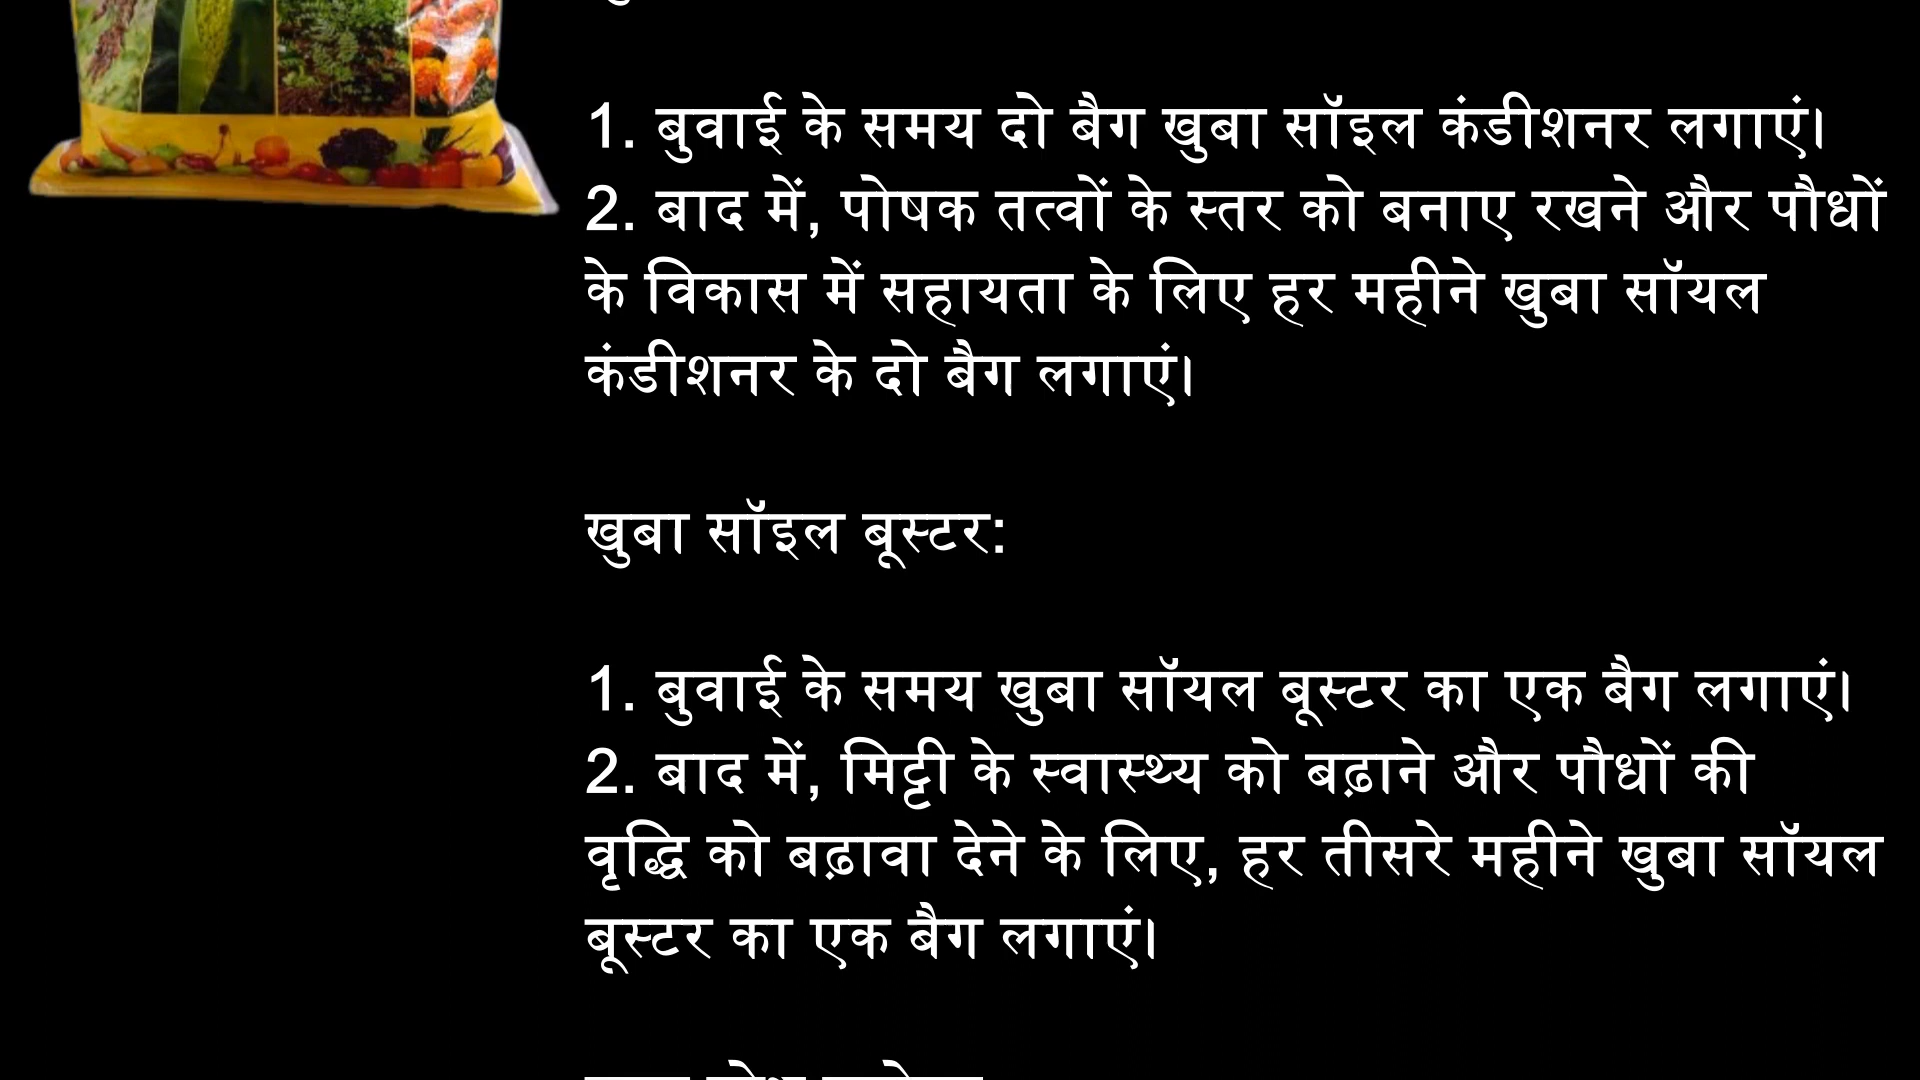 1. बुवाई के समय दो बैग खुबा सॉइल कंडीशनर लगाएं।
2. बाद में, पोषक तत्वों के स्तर को बनाए रखने और पौधों
के विकास में सहायता के लिए हर महीने खुबा सॉयल
कंडीशनर के दो बैग लगाएं।
खुबा सॉइल बूस्टर:
1. बुवाई के समय खुबा सॉयल बूस्टर का एक बैग लगाएं।
2. बाद में, मिट्टी के स्वास्थ्य को बढ़ाने और पौधों की
वृद्धि को बढ़ावा देने के लिए, हर तीसरे महीने खुबा सॉयल
बूस्टर का एक बैग लगाएं।